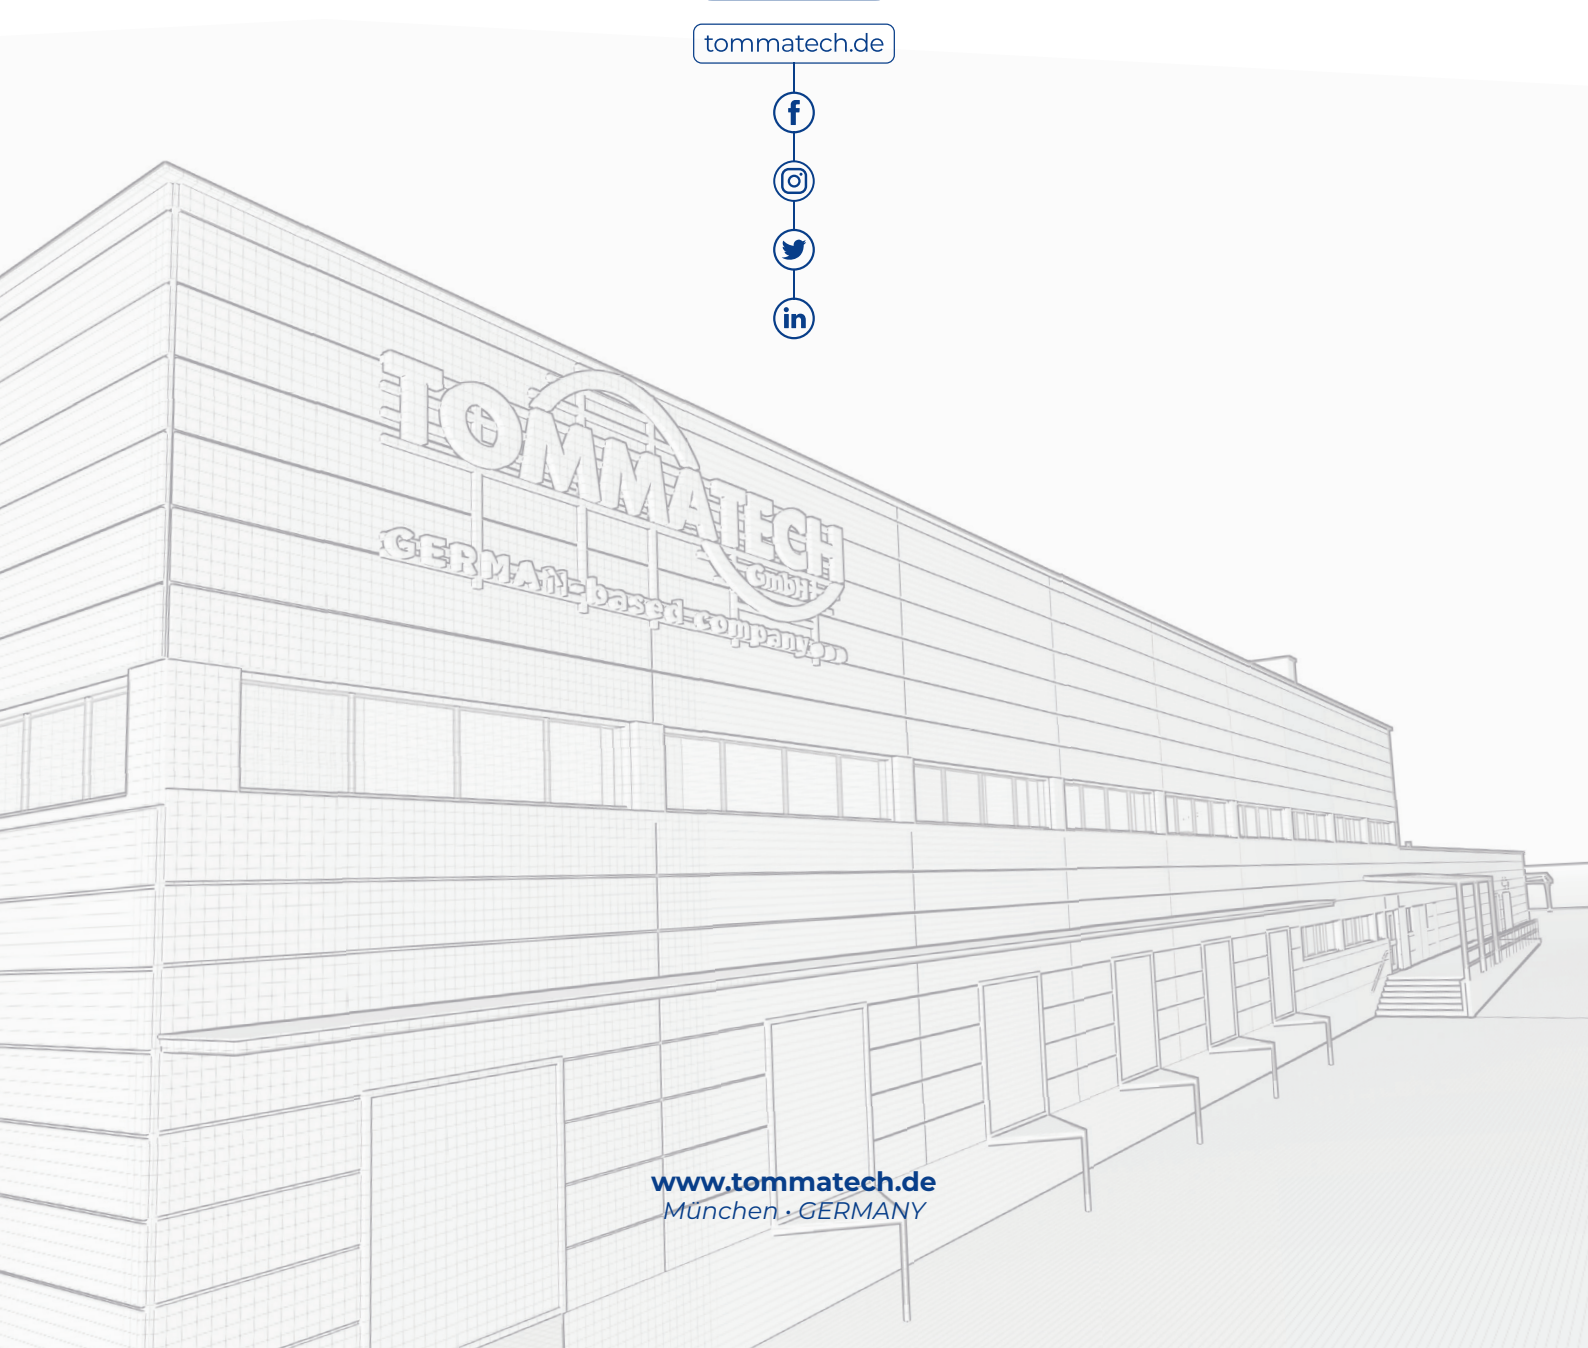 tommatech.de
TOMMATECH
GmbH
GERMAN-based company
www.tommatech.de
München • GERMANY